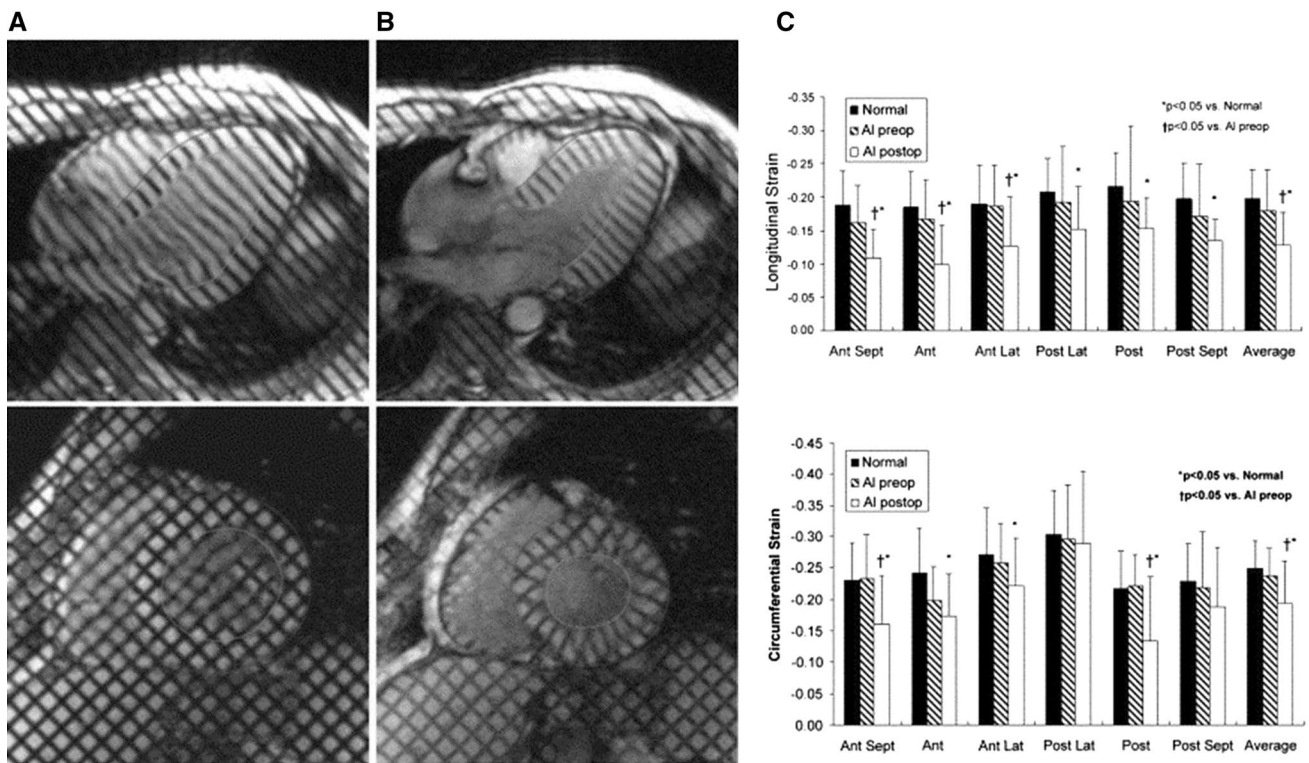 A
B
C
Longitudinal Strain
-0.35
-0.30
-0.25
-0.20
-0.15
-0.10
-0.05
0.00
Normal
AI preop
AI postop
*p<0.05 vs. Normal
†p<0.05 vs. AI preop
†*
†*
†*
*
*
*
†*
Ant Sept
Ant
Ant Lat
Post Lat
Post
Post Sept
Average
Circumferential Strain
-0.45
-0.40
-0.35
-0.30
-0.25
-0.20
-0.15
-0.10
-0.05
0.00
Normal
AI preop
AI postop
*p<0.05 vs. Normal
†p<0.05 vs. AI preop
†*
*
*
†*
†*
Ant Sept
Ant
Ant Lat
Post Lat
Post
Post Sept
Average